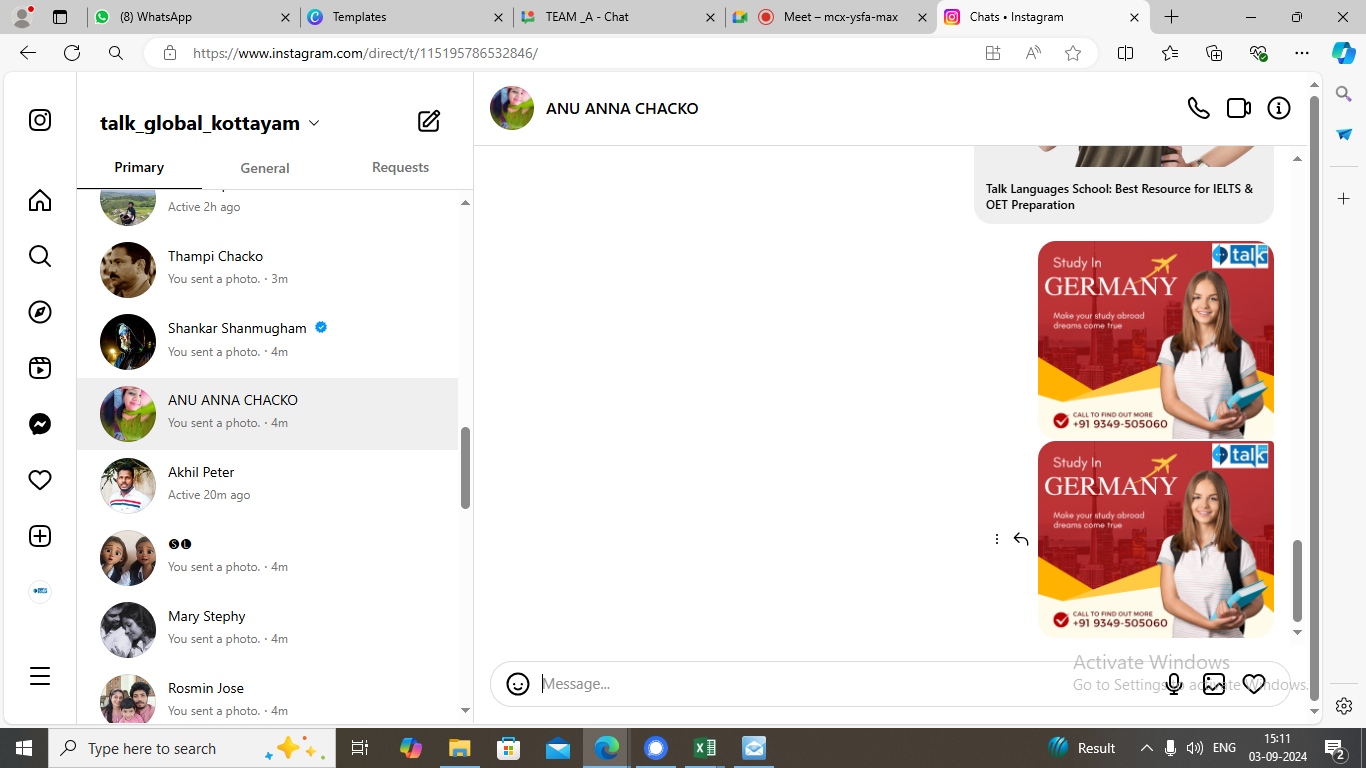 (8) WhatsApp
Templates
TEAM _A - Chat
Meet – mcx-ysfa-max
Chats • Instagram
https://www.instagram.com/direct/t/115195786532846/
talk_global_kottayam
Primary
General
Requests
Active 2h ago
Thampi Chacko
You sent a photo. · 3m
Shankar Shanmugham
You sent a photo. · 4m
ANU ANNA CHACKO
You sent a photo. · 4m
Akhil Peter
Active 20m ago
🅢🅛
You sent a photo. · 4m
Mary Stephy
You sent a photo. · 4m
Rosmin Jose
You sent a photo. · 4m
ANU ANNA CHACKO
Talk Languages School: Best Resource for IELTS &
OET Preparation
talk
Study In
GERMANY
Make your study abroad
dreams come true
CALL TO FIND OUT MORE
+91 9349-505060
talk
Study In
GERMANY
Make your study abroad
dreams come true
CALL TO FIND OUT MORE
+91 9349-505060
Message...
Activate Windows
Go to Settings to activate Windows.
Type here to search
Result
ENG
15:11
03-09-2024
2